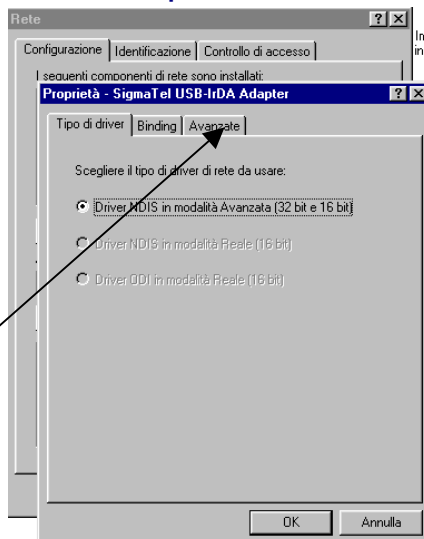 Rete
Configurazione Identificazione Controllo di accesso
I seguenti componenti di rete sono installati:
Proprietà - SigmaTel USB-IrDA Adapter
Tipo di driver Binding Avanzate
Scegliere il tipo di driver di rete da usare:
Driver NDIS in modalità Avanzata (32 bit e 16 bit)
Driver NDIS in modalità Reale (16 bit)
Driver ODI in modalità Reale (16 bit)
OK Annulla